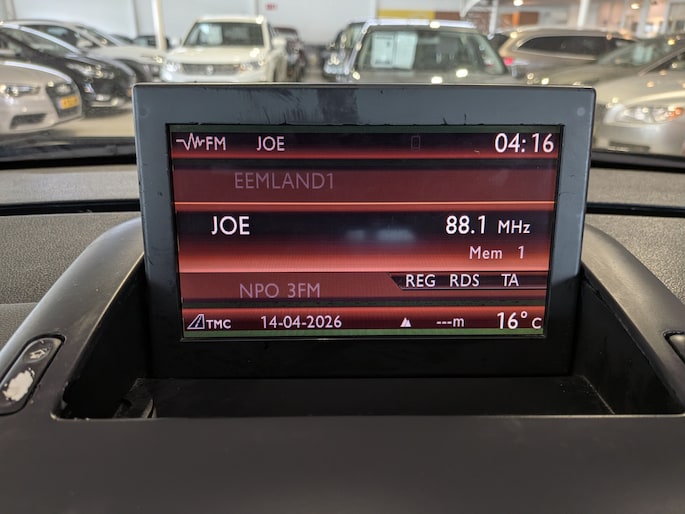 FM JOE 04:16
EEMLAND1
JOE 88.1 MHz
Mem 1
NPO 3FM REG RDS TA
TMC 14-04-2026 ---m 16°C